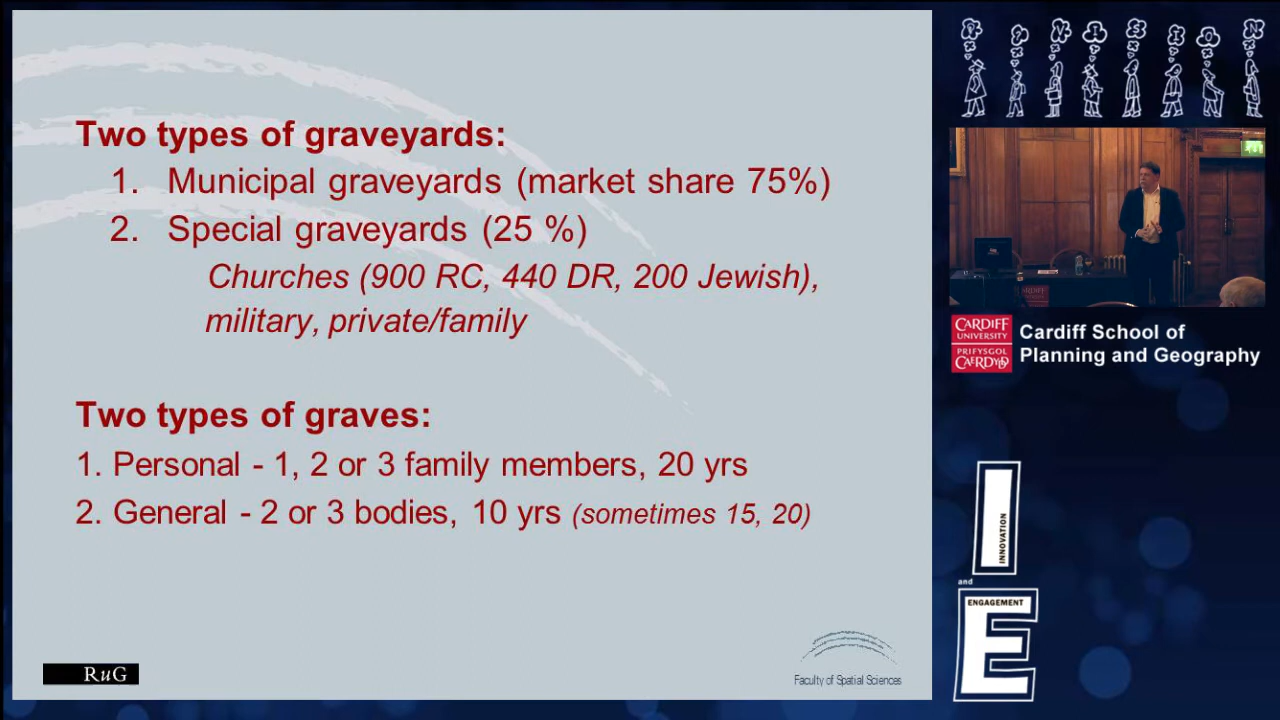 Two types of graveyards:
1. Municipal graveyards (market share 75%)
2. Special graveyards (25 %)
Churches (900 RC, 440 DR, 200 Jewish),
military, private/family
Two types of graves:
1. Personal - 1, 2 or 3 family members, 20 yrs
2. General - 2 or 3 bodies, 10 yrs (sometimes 15, 20)
RuG
Faculty of Spatial Sciences
CARDIFF
UNIVERSITY
PRIFYSGOL
CAERDYDD
Cardiff School of
Planning and Geography
I
INNOVATION
and
ENGAGEMENT
E
CARDIFF